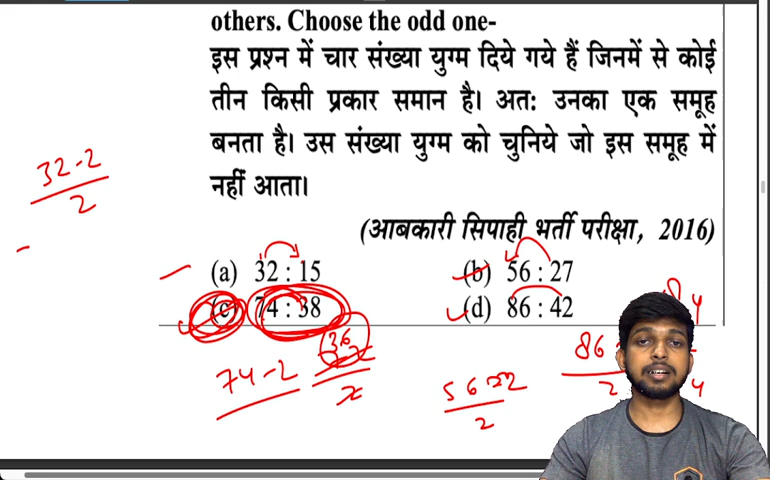 others. Choose the odd one-
इस प्रश्न में चार संख्या युग्म दिये गये हैं जिनमें से कोई
तीन किसी प्रकार समान है। अत: उनका एक समूह
बनता है। उस संख्या युग्म को चुनिये जो इस समूह में
नहीं आता।
(आबकारी सिपाही भर्ती परीक्षा, 2016)
32-2
2
(a) 32 : 15 (b) 56 : 27
(c) 74 : 38 (d) 86 : 42
74-2
36
2
56-2
2
86
2